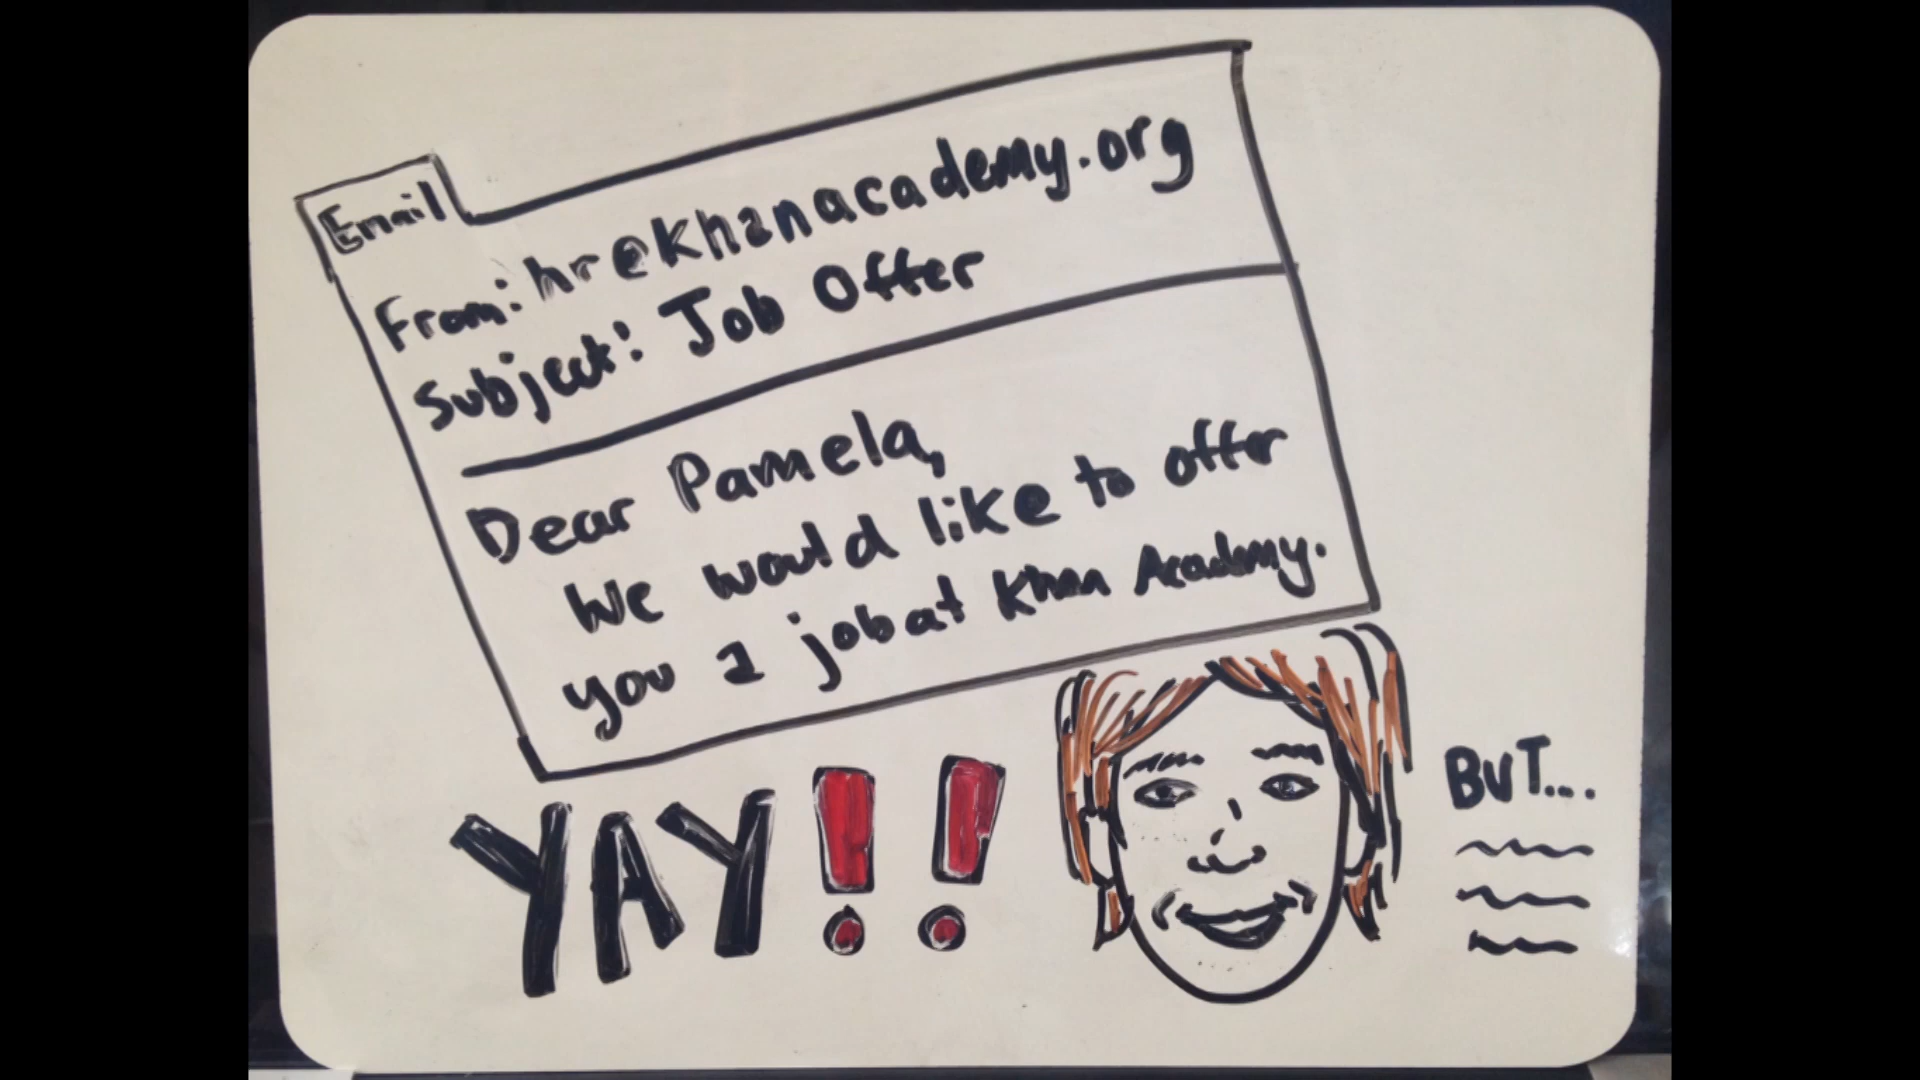 Email
From: hr@khanacademy.org
Subject: Job Offer
Dear Pamela,
We would like to offer
you a job at Khan Academy.
YAY!!
BUT....